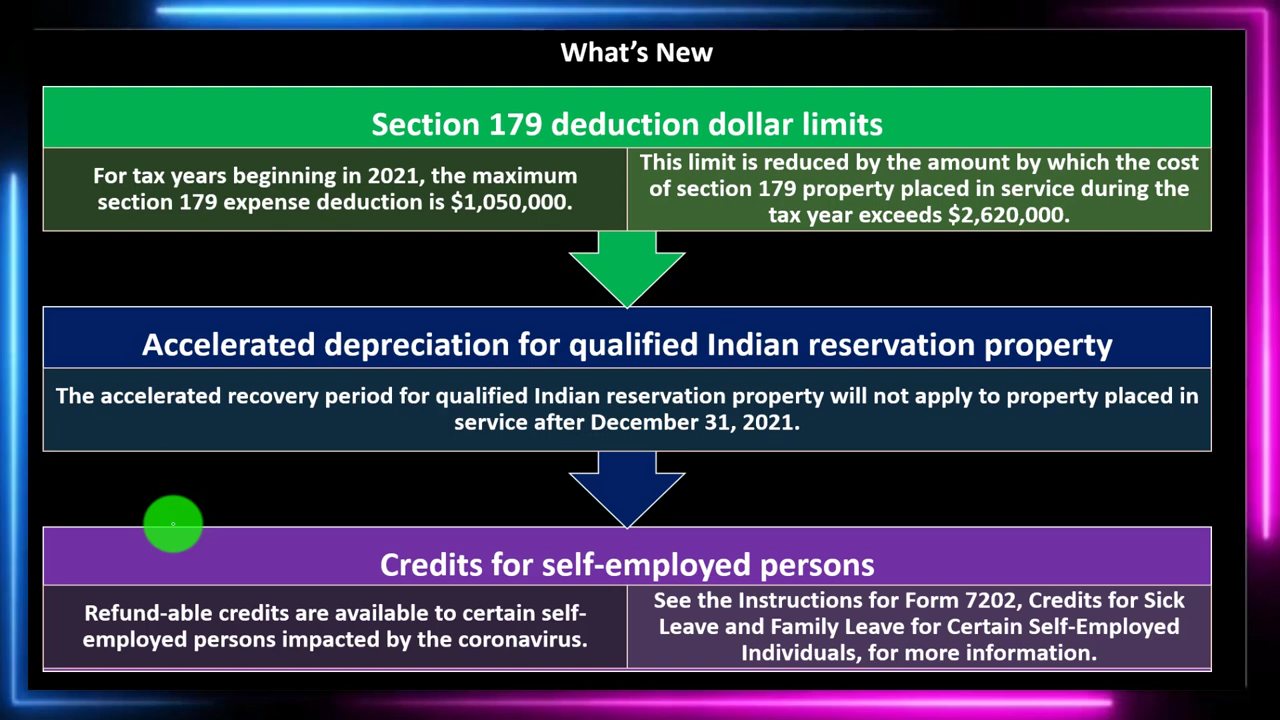 What's New
Section 179 deduction dollar limits
For tax years beginning in 2021, the maximum
section 179 expense deduction is $1,050,000.
This limit is reduced by the amount by which the cost
of section 179 property placed in service during the
tax year exceeds $2,620,000.
Accelerated depreciation for qualified Indian reservation property
The accelerated recovery period for qualified Indian reservation property will not apply to property placed in
service after December 31, 2021.
Credits for self-employed persons
Refund-able credits are available to certain self-
employed persons impacted by the coronavirus.
See the Instructions for Form 7202, Credits for Sick
Leave and Family Leave for Certain Self-Employed
Individuals, for more information.